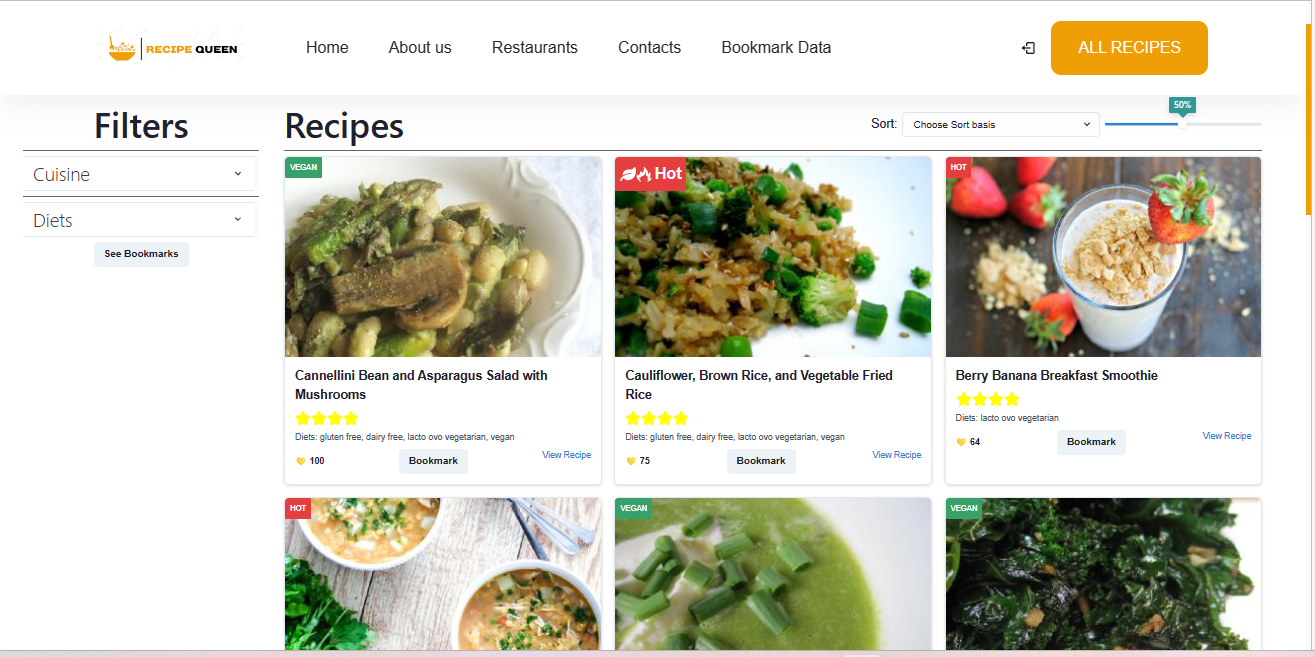 RECIPE QUEEN
Home About us Restaurants Contacts Bookmark Data
ALL RECIPES
Filters
Cuisine
Diets
See Bookmarks
Recipes
Sort: Choose Sort basis
50%
VEGAN
Cannellini Bean and Asparagus Salad with
Mushrooms
Diets: gluten free, dairy free, lacto ovo vegetarian, vegan
100 Bookmark View Recipe
Hot
Cauliflower, Brown Rice, and Vegetable Fried
Rice
Diets: gluten free, dairy free, lacto ovo vegetarian, vegan
75 Bookmark View Recipe
HOT
Berry Banana Breakfast Smoothie
Diets: lacto ovo vegetarian
64 Bookmark View Recipe
HOT
VEGAN
VEGAN